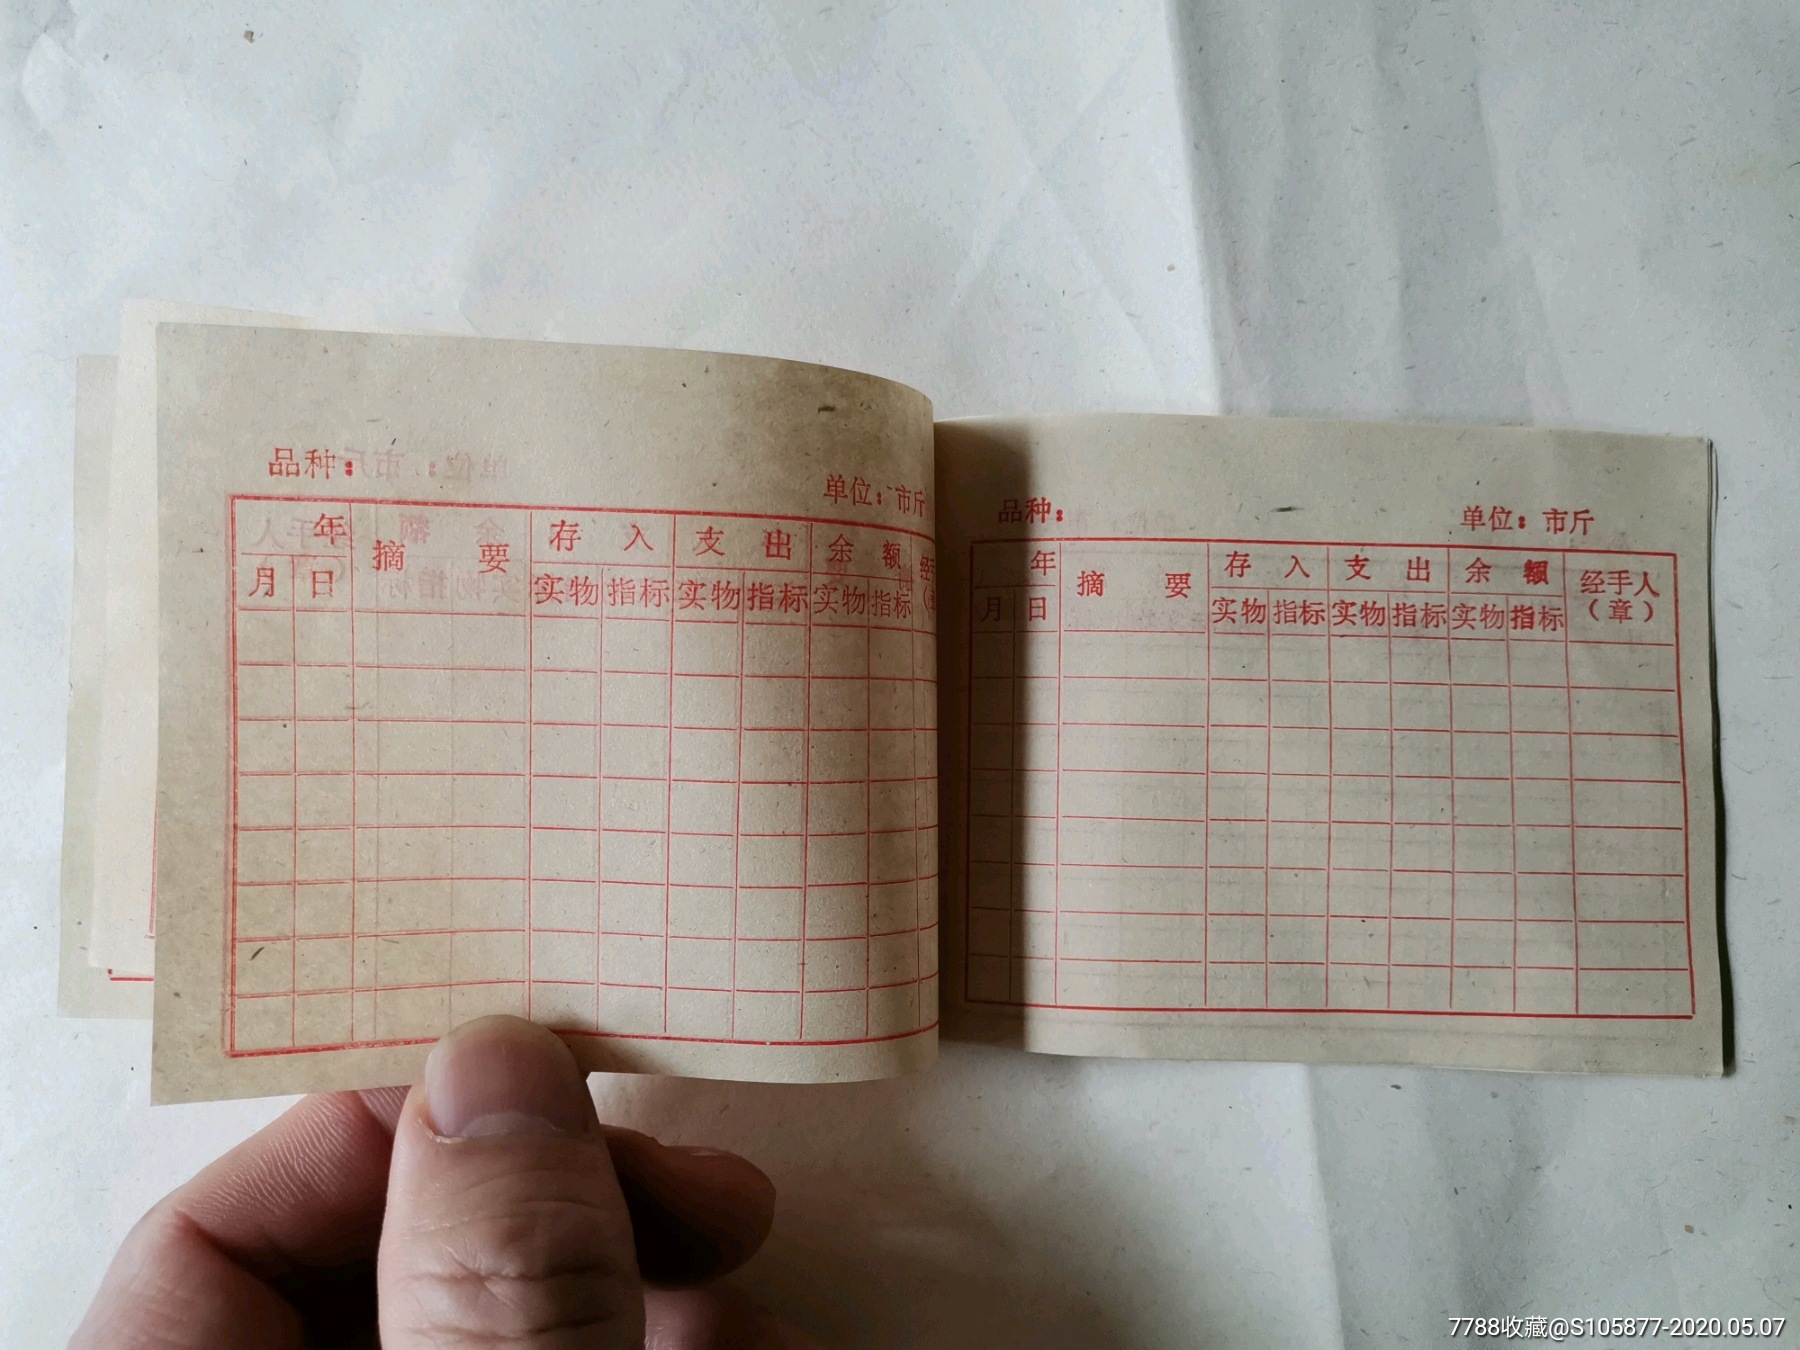 品种：
单位：市斤
年 摘 要 存 入 支 出 余 额 经手
月 日 实物 指标 实物 指标 实物 指标
品种：
单位：市斤
年 摘 要 存 入 支 出 余 额 经手人
月 日 实物 指标 实物 指标 实物 指标 （章）
7788收藏@S105877-2020.05.07